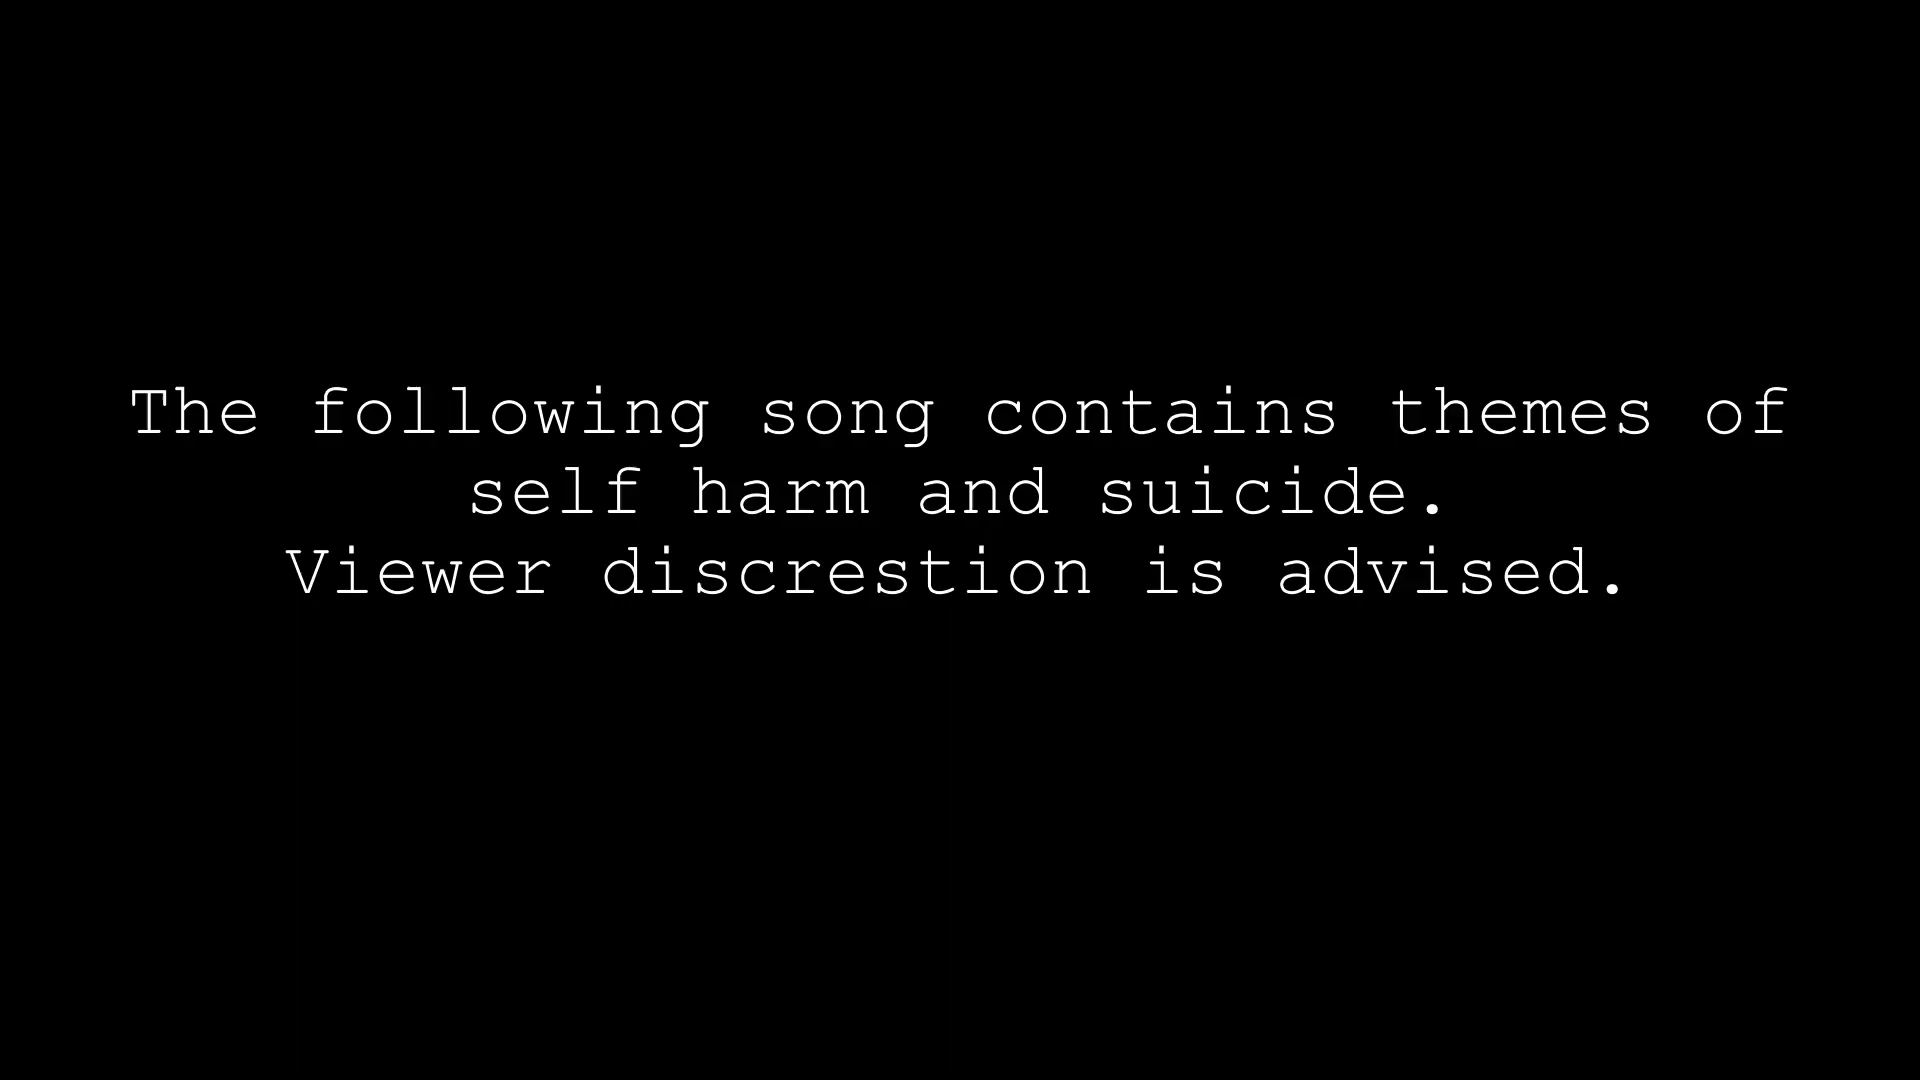 The following song contains themes of
self harm and suicide.
Viewer discrestion is advised.